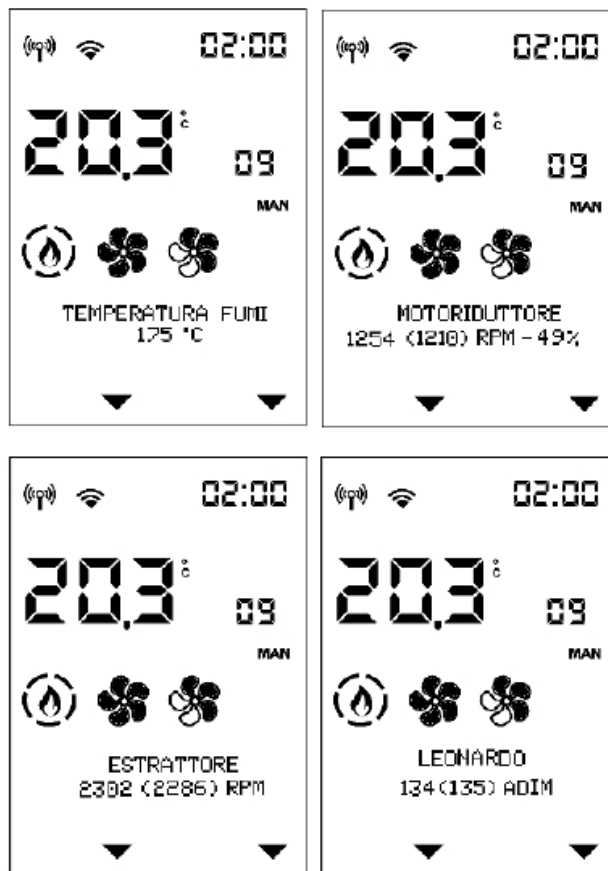 02:00
20.3 °C
09
MAN
TEMPERATURA FUMI
175 °C
02:00
20.3 °C
09
MAN
MOTORIDUTTORE
1254 (1210) RPM - 49%
02:00
20.3 °C
09
MAN
ESTRATTORE
2302 (2286) RPM
02:00
20.3 °C
09
MAN
LEONARDO
134(135) ADIM